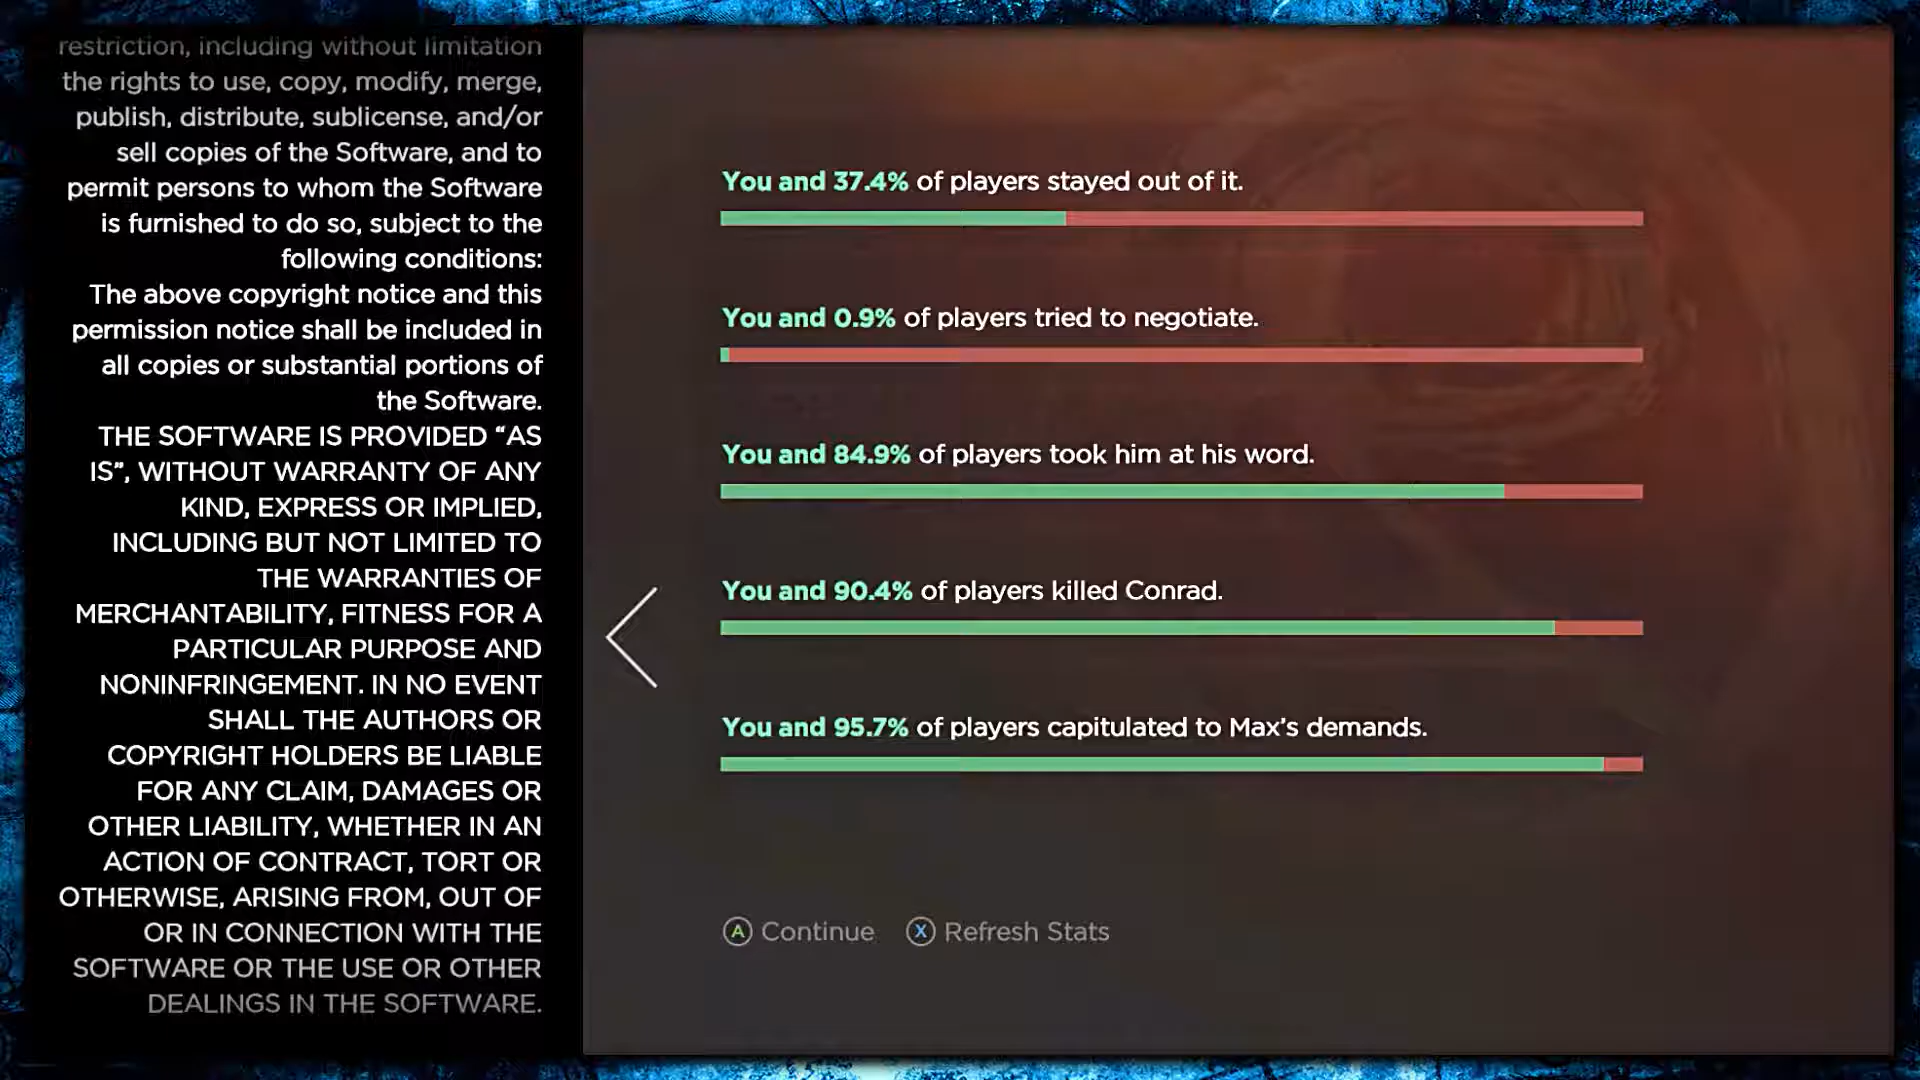 restriction, including without limitation
the rights to use, copy, modify, merge,
publish, distribute, sublicense, and/or
sell copies of the Software, and to
permit persons to whom the Software
is furnished to do so, subject to the
following conditions:
The above copyright notice and this
permission notice shall be included in
all copies or substantial portions of
the Software.
THE SOFTWARE IS PROVIDED “AS
IS”, WITHOUT WARRANTY OF ANY
KIND, EXPRESS OR IMPLIED,
INCLUDING BUT NOT LIMITED TO
THE WARRANTIES OF
MERCHANTABILITY, FITNESS FOR A
PARTICULAR PURPOSE AND
NONINFRINGEMENT. IN NO EVENT
SHALL THE AUTHORS OR
COPYRIGHT HOLDERS BE LIABLE
FOR ANY CLAIM, DAMAGES OR
OTHER LIABILITY, WHETHER IN AN
ACTION OF CONTRACT, TORT OR
OTHERWISE, ARISING FROM, OUT OF
OR IN CONNECTION WITH THE
SOFTWARE OR THE USE OR OTHER
DEALINGS IN THE SOFTWARE.
You and 37.4% of players stayed out of it.
You and 0.9% of players tried to negotiate.
You and 84.9% of players took him at his word.
You and 90.4% of players killed Conrad.
You and 95.7% of players capitulated to Max’s demands.
A Continue X Refresh Stats